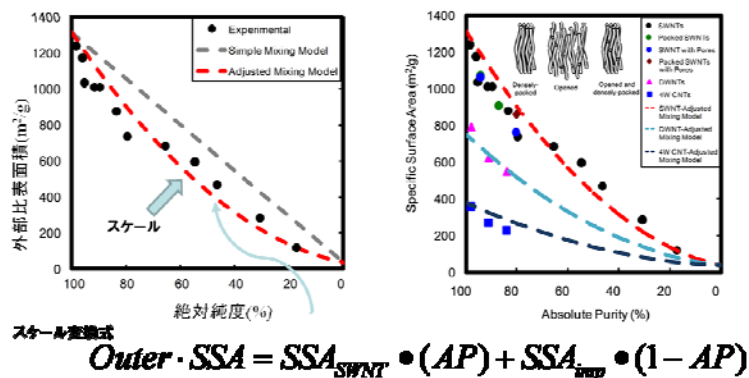 1400
1200
1000
800
600
400
200
0
100
80
60
40
20
0
外部比表面積(m²/g)
絶対純度(%)
Experimental
Simple Mixing Model
Adjusted Mixing Model
スケール
1400
1200
1000
800
600
400
200
0
100
80
60
40
20
0
Specific Surface Area (m²/g)
Absolute Purity (%)
Densely-packed
Opened
Opened and densely-packed
SWNTs
Packed SWNTs
SWNT with Pores
Packed SWNTs with Pores
DWNTs
4W CNTs
SWNT-Adjusted Mixing Model
DWNT-Adjusted Mixing Model
4W CNT-Adjusted Mixing Model
スケール変換式
Outer・SSA = SSA_SWNT ●(AP) + SSA_imp ●(1 − AP)